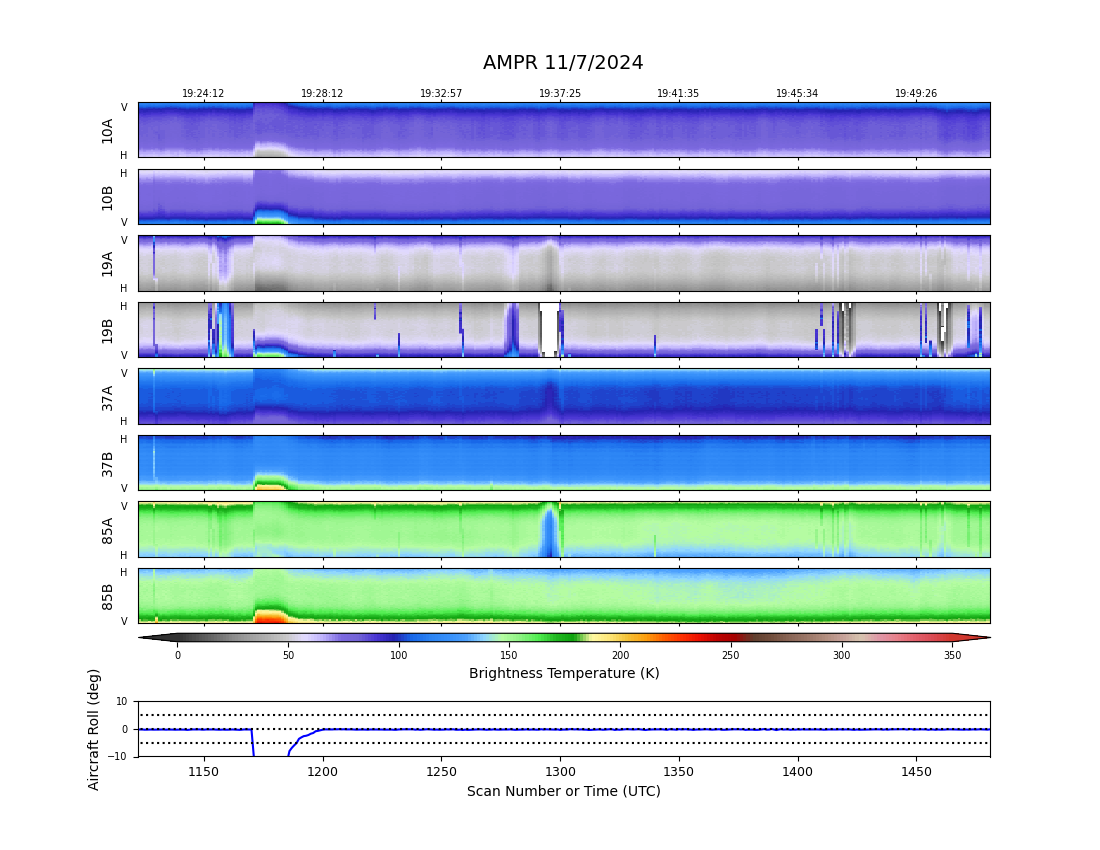 AMPR 11/7/2024
19:24:12 19:28:12 19:32:57 19:37:25 19:41:35 19:45:34 19:49:26
V
10A
H
H
10B
V
V
19A
H
H
19B
V
V
37A
H
H
37B
V
V
85A
H
H
85B
V
0 50 100 150 200 250 300 350
Brightness Temperature (K)
Aircraft Roll (deg)
10
0
−10
1150 1200 1250 1300 1350 1400 1450
Scan Number or Time (UTC)